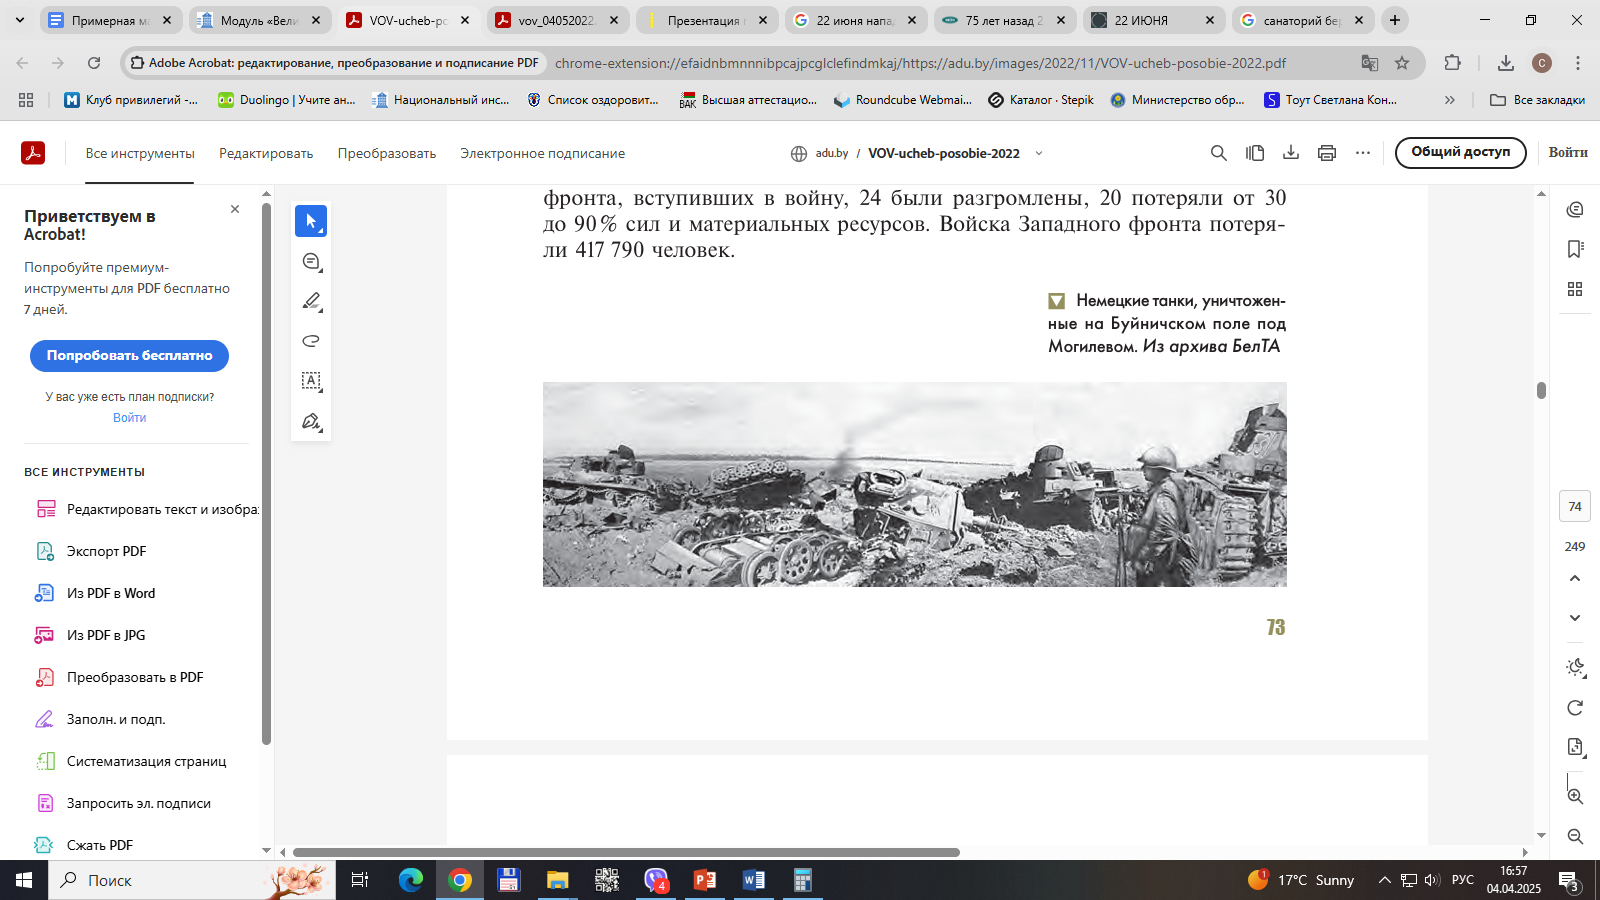 Примерная ма
Модуль «Вели
VOV-ucheb-po
vov_04052022
Презентация г
22 июня напад
75 лет назад 2
22 ИЮНЯ
санаторий бер
Adobe Acrobat: редактирование, преобразование и подписание PDF
chrome-extension://efaidnbmnnnibpcajpcglclefindmkaj/https://adu.by/images/2022/11/VOV-ucheb-posobie-2022.pdf
С
Клуб привилегий -...
Duolingo | Учите ан...
Национальный инс...
Список оздоровит...
Высшая аттестацио...
Roundcube Webmai...
Каталог · Stepik
Министерство обр...
Тоут Светлана Кон...
Все закладки
Все инструменты
Редактировать
Преобразовать
Электронное подписание
adu.by / VOV-ucheb-posobie-2022
Общий доступ
Войти
Приветствуем в
Acrobat!
Попробуйте премиум-
инструменты для PDF бесплатно
7 дней.
Попробовать бесплатно
У вас уже есть план подписки?
Войти
ВСЕ ИНСТРУМЕНТЫ
Редактировать текст и изобра
Экспорт PDF
Из PDF в Word
Из PDF в JPG
Преобразовать в PDF
Заполн. и подп.
Систематизация страниц
Запросить эл. подписи
Сжать PDF
фронта, вступивших в войну, 24 были разгромлены, 20 потеряли от 30
до 90% сил и материальных ресурсов. Войска Западного фронта потеря-
ли 417 790 человек.
Немецкие танки, уничтожен-
ные на Буйничском поле под
Могилевом. Из архива БелТА
73
74
249
Поиск
4
17°C Sunny
РУС
16:57
04.04.2025
3